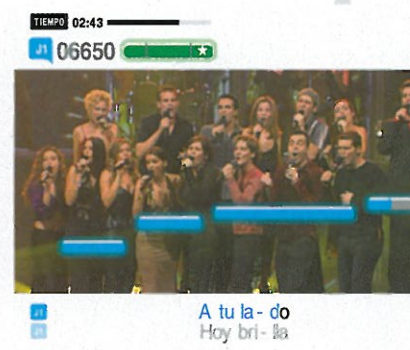 TIEMPO 02:43
J1 06650
J1 A tu la- do
J1 Hoy bri- lla